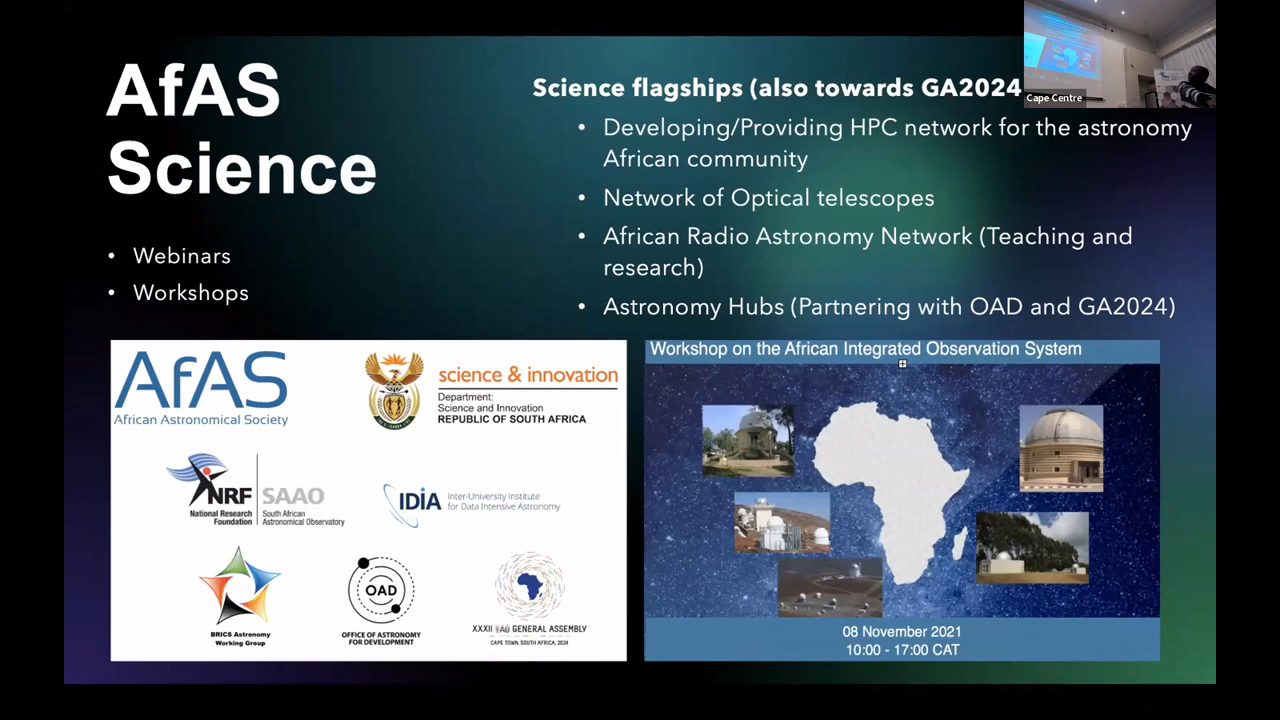 AfAS
Science
Webinars
Workshops
Science flagships (also towards GA2024
Developing/Providing HPC network for the astronomy
African community
Network of Optical telescopes
African Radio Astronomy Network (Teaching and
research)
Astronomy Hubs (Partnering with OAD and GA2024)
Cape Centre
AfAS
African Astronomical Society
science & innovation
Department:
Science and Innovation
REPUBLIC OF SOUTH AFRICA
NRF
National Research
Foundation
SAAO
South African
Astronomical Observatory
IDiA
Inter-University Institute
for Data Intensive Astronomy
BRICS Astronomy
Working Group
OAD
OFFICE OF ASTRONOMY
FOR DEVELOPMENT
XXXII IAU GENERAL ASSEMBLY
CAPE TOWN, SOUTH AFRICA, 2024
Workshop on the African Integrated Observation System
08 November 2021
10:00 - 17:00 CAT